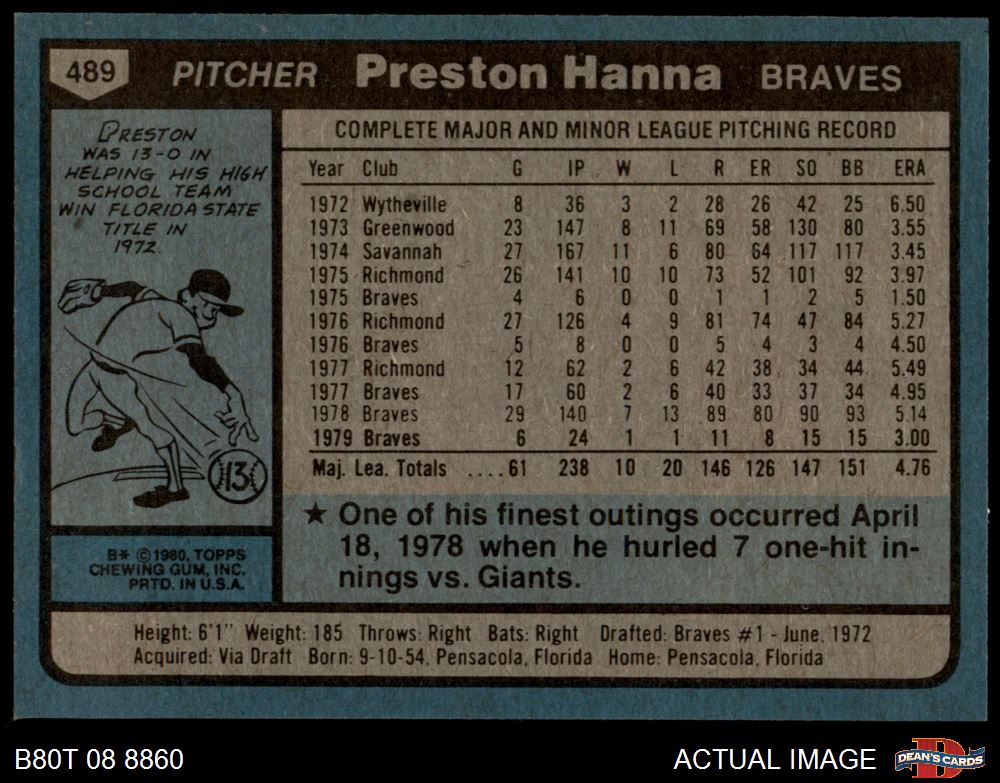 489 PITCHER Preston Hanna BRAVES
PRESTON
WAS 13-0 IN
HELPING HIS HIGH
SCHOOL TEAM
WIN FLORIDA STATE
TITLE IN
1972.
13
B* ©1980, TOPPS
CHEWING GUM, INC.
PRTD. IN U.S.A.
COMPLETE MAJOR AND MINOR LEAGUE PITCHING RECORD
Year Club G IP W L R ER SO BB ERA
1972 Wytheville 8 36 3 2 28 26 42 25 6.50
1973 Greenwood 23 147 8 11 69 58 130 80 3.55
1974 Savannah 27 167 11 6 80 64 117 117 3.45
1975 Richmond 26 141 10 10 73 52 101 92 3.97
1975 Braves 4 6 0 0 1 1 2 5 1.50
1976 Richmond 27 126 4 9 81 74 47 84 5.27
1976 Braves 5 8 0 0 5 4 3 4 4.50
1977 Richmond 12 62 2 6 42 38 34 44 5.49
1977 Braves 17 60 2 6 40 33 37 34 4.95
1978 Braves 29 140 7 13 89 80 90 93 5.14
1979 Braves 6 24 1 1 11 8 15 15 3.00
Maj. Lea. Totals ....61 238 10 20 146 126 147 151 4.76
★ One of his finest outings occurred April
18, 1978 when he hurled 7 one-hit in-
nings vs. Giants.
Height: 6'1" Weight: 185 Throws: Right Bats: Right Drafted: Braves #1 - June, 1972
Acquired: Via Draft Born: 9-10-54, Pensacola, Florida Home: Pensacola, Florida
B80T 08 8860 ACTUAL IMAGE D DEAN'S CARDS